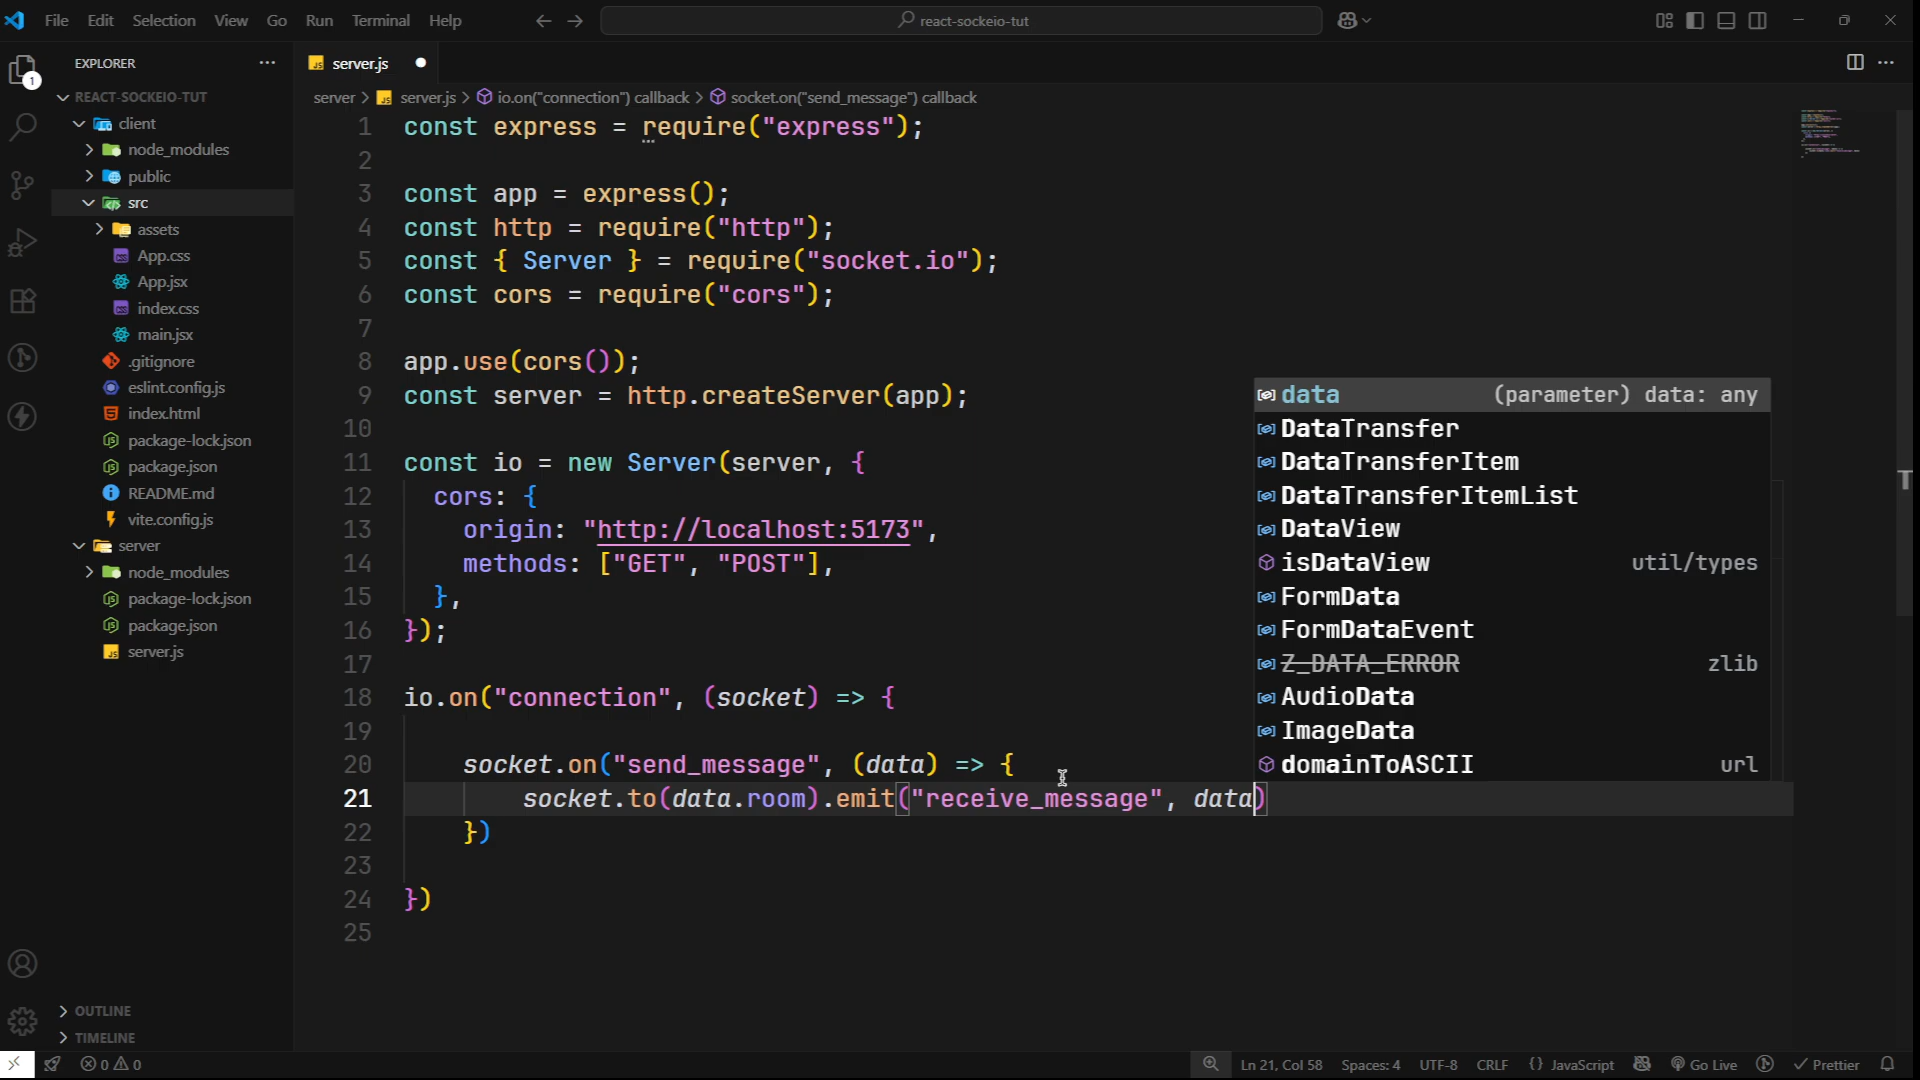 File Edit Selection View Go Run Terminal Help
react-sockeio-tut
EXPLORER
server.js
1
REACT-SOCKEIO-TUT
client
node_modules
public
src
assets
App.css
App.jsx
index.css
main.jsx
.gitignore
eslint.config.js
index.html
package-lock.json
package.json
README.md
vite.config.js
server
node_modules
package-lock.json
package.json
server.js
OUTLINE
TIMELINE
server > server.js > io.on("connection") callback > socket.on("send_message") callback
1 const express = require("express");
2
3 const app = express();
4 const http = require("http");
5 const { Server } = require("socket.io");
6 const cors = require("cors");
7
8 app.use(cors());
9 const server = http.createServer(app);
10
11 const io = new Server(server, {
12 cors: {
13 origin: "http://localhost:5173",
14 methods: ["GET", "POST"],
15 },
16 });
17
18 io.on("connection", (socket) => {
19
20 socket.on("send_message", (data) => {
21 socket.to(data.room).emit("receive_message", data)
22 })
23
24 })
25
data (parameter) data: any
DataTransfer
DataTransferItem
DataTransferItemList
DataView
isDataView util/types
FormData
FormDataEvent
Z_DATA_ERROR zlib
AudioData
ImageData
domainToASCII url
0 0
Ln 21, Col 58 Spaces: 4 UTF-8 CRLF {} JavaScript Go Live Prettier